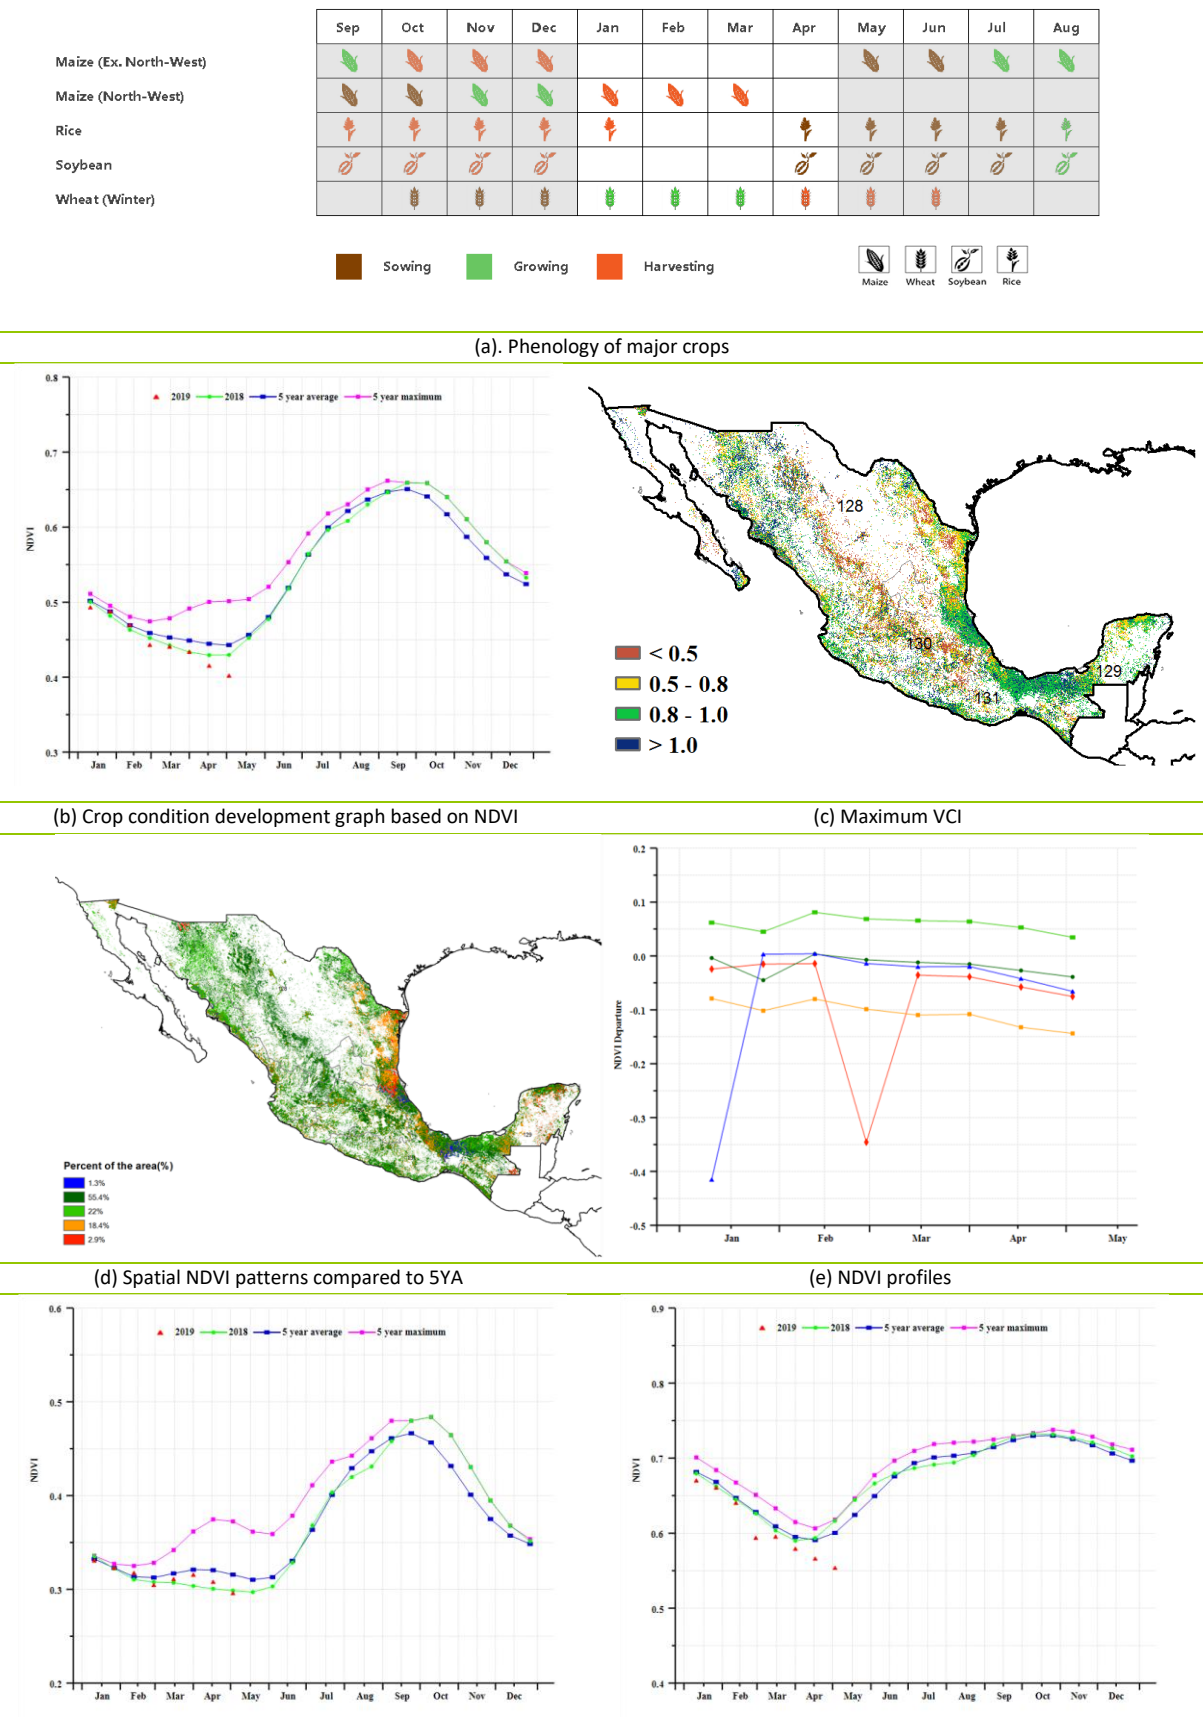 Sep Oct Nov Dec Jan Feb Mar Apr May Jun Jul Aug
Maize (Ex. North-West)
Maize (North-West)
Rice
Soybean
Wheat (Winter)
Sowing Growing Harvesting
Maize Wheat Soybean Rice
(a). Phenology of major crops
0.8
0.7
0.6
0.5
0.4
0.3
NDVI
2019 2018 5 year average 5 year maximum
Jan Feb Mar Apr May Jun Jul Aug Sep Oct Nov Dec
128
130
131
129
< 0.5
0.5 - 0.8
0.8 - 1.0
> 1.0
(b) Crop condition development graph based on NDVI
(c) Maximum VCI
Percent of the area(%)
1.3%
55.4%
22%
18.4%
2.9%
0.2
0.1
0.0
-0.1
-0.2
-0.3
-0.4
-0.5
NDVI Departure
Jan Feb Mar Apr May
(d) Spatial NDVI patterns compared to 5YA
(e) NDVI profiles
0.6
0.5
0.4
0.3
0.2
NDVI
2019 2018 5 year average 5 year maximum
Jan Feb Mar Apr May Jun Jul Aug Sep Oct Nov Dec
0.9
0.8
0.7
0.6
0.5
0.4
NDVI
2019 2018 5 year average 5 year maximum
Jan Feb Mar Apr May Jun Jul Aug Sep Oct Nov Dec